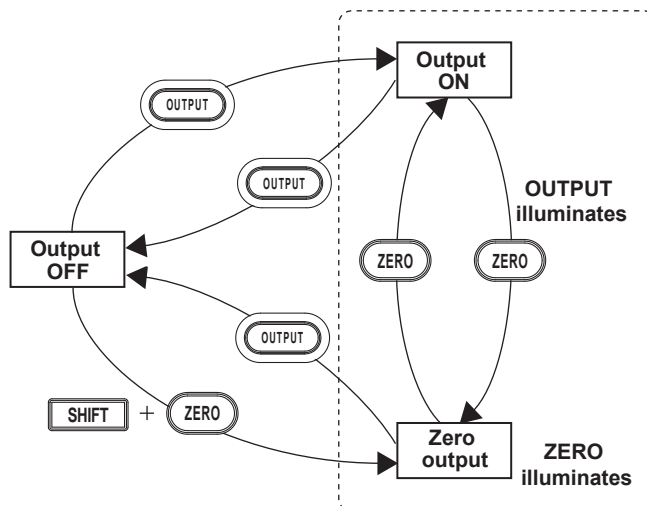 Output
ON
OUTPUT
OUTPUT
OUTPUT
illuminates
Output
OFF
ZERO
ZERO
OUTPUT
SHIFT + ZERO
Zero
output
ZERO
illuminates